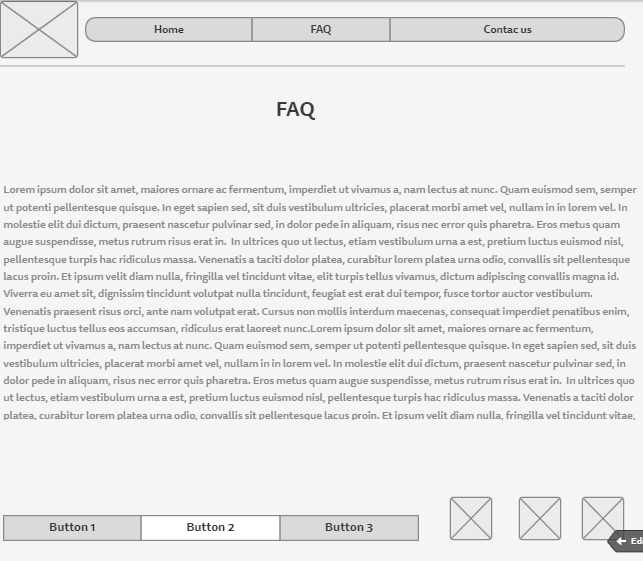 Home FAQ Contac us
FAQ
Lorem ipsum dolor sit amet, maiores ornare ac fermentum, imperdiet ut vivamus a, nam lectus at nunc. Quam euismod sem, semper
ut potenti pellentesque quisque. In eget sapien sed, sit duis vestibulum ultricies, placerat morbi amet vel, nullam in in lorem vel. In
molestie elit dui dictum, praesent nascetur pulvinar sed, in dolor pede in aliquam, risus nec error quis pharetra. Eros metus quam
augue suspendisse, metus rutrum risus erat in. In ultrices quo ut lectus, etiam vestibulum urna a est, pretium luctus euismod nisl,
pellentesque turpis hac ridiculus massa. Venenatis a taciti dolor platea, curabitur lorem platea urna odio, convallis sit pellentesque
lacus proin. Et ipsum velit diam nulla, fringilla vel tincidunt vitae, elit turpis tellus vivamus, dictum adipiscing convallis magna id.
Viverra eu amet sit, dignissim tincidunt volutpat nulla tincidunt, feugiat est erat dui tempor, fusce tortor auctor vestibulum.
Venenatis praesent risus orci, ante nam volutpat erat. Cursus non mollis interdum maecenas, consequat imperdiet penatibus enim,
tristique luctus tellus eos accumsan, ridiculus erat laoreet nunc.Lorem ipsum dolor sit amet, maiores ornare ac fermentum,
imperdiet ut vivamus a, nam lectus at nunc. Quam euismod sem, semper ut potenti pellentesque quisque. In eget sapien sed, sit duis
vestibulum ultricies, placerat morbi amet vel, nullam in in lorem vel. In molestie elit dui dictum, praesent nascetur pulvinar sed, in
dolor pede in aliquam, risus nec error quis pharetra. Eros metus quam augue suspendisse, metus rutrum risus erat in. In ultrices quo
ut lectus, etiam vestibulum urna a est, pretium luctus euismod nisl, pellentesque turpis hac ridiculus massa. Venenatis a taciti dolor
platea, curabitur lorem platea urna odio, convallis sit pellentesque lacus proin. Et ipsum velit diam nulla, fringilla vel tincidunt vitae,
Button 1 Button 2 Button 3
Edi